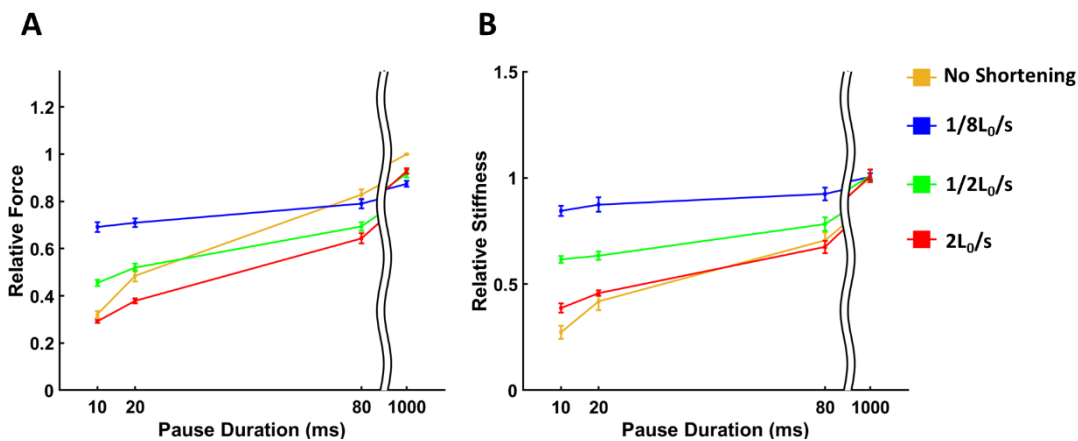 A
Relative Force
1.2
1
0.8
0.6
0.4
0.2
0
10
20
80
1000
Pause Duration (ms)
B
Relative Stiffness
1.5
1
0.5
0
10
20
80
1000
Pause Duration (ms)
No Shortening
1/8L₀/s
1/2L₀/s
2L₀/s